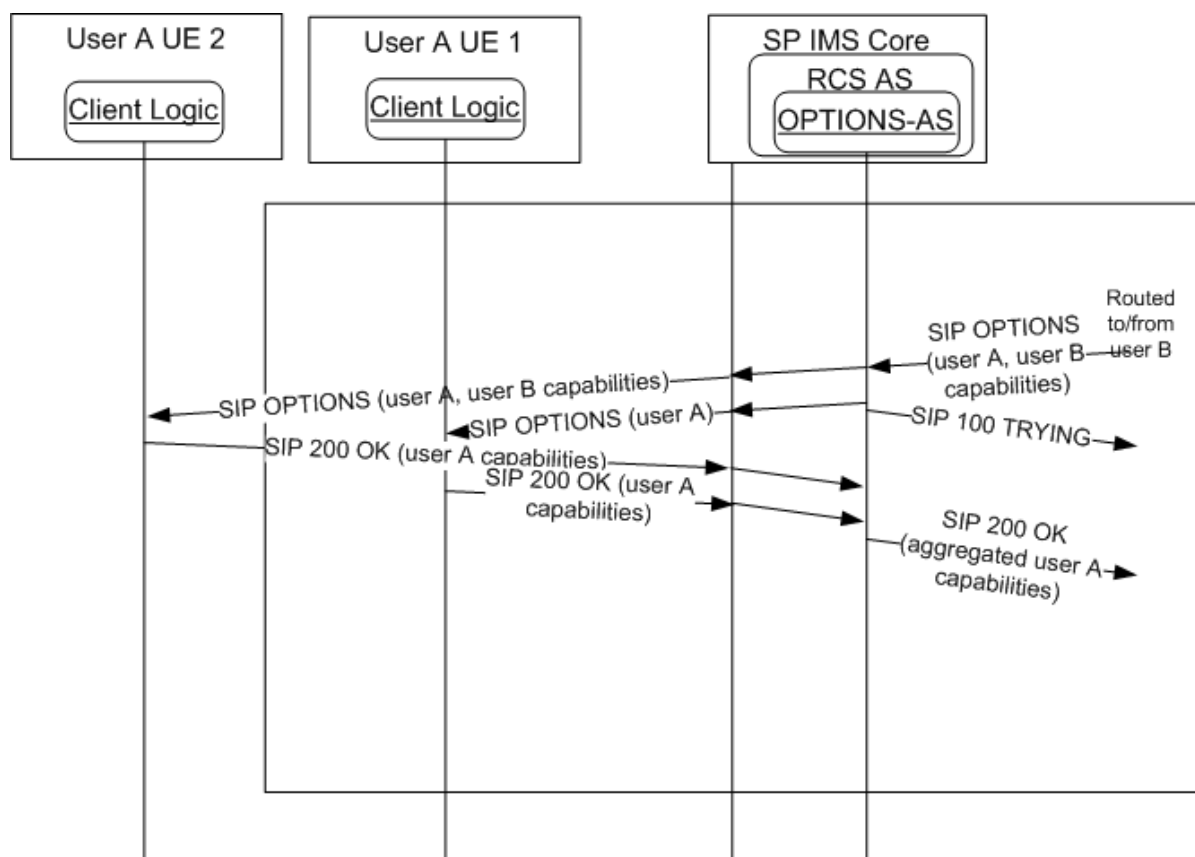 User A UE 2
Client Logic
User A UE 1
Client Logic
SP IMS Core
RCS AS
OPTIONS-AS
Routed
to/from
user B
SIP OPTIONS
(user A, user B
capabilities)
SIP OPTIONS (user A, user B capabilities)
SIP OPTIONS (user A)
SIP 100 TRYING
SIP 200 OK (user A capabilities)
SIP 200 OK (user A
capabilities)
SIP 200 OK
(aggregated user A
capabilities)